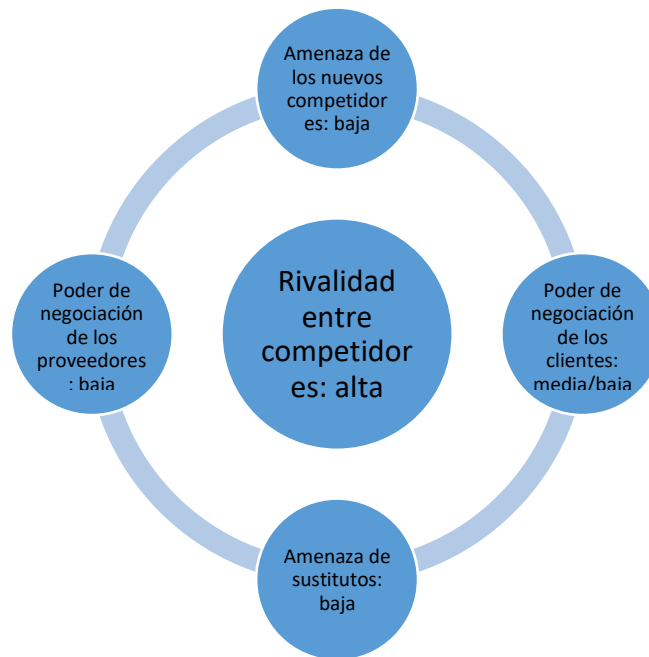 Amenaza de
los nuevos
competidor
es: baja
Poder de
negociación
de los
proveedores
: baja
Rivalidad
entre
competidor
es: alta
Poder de
negociación
de los
clientes:
media/baja
Amenaza de
sustitutos:
baja